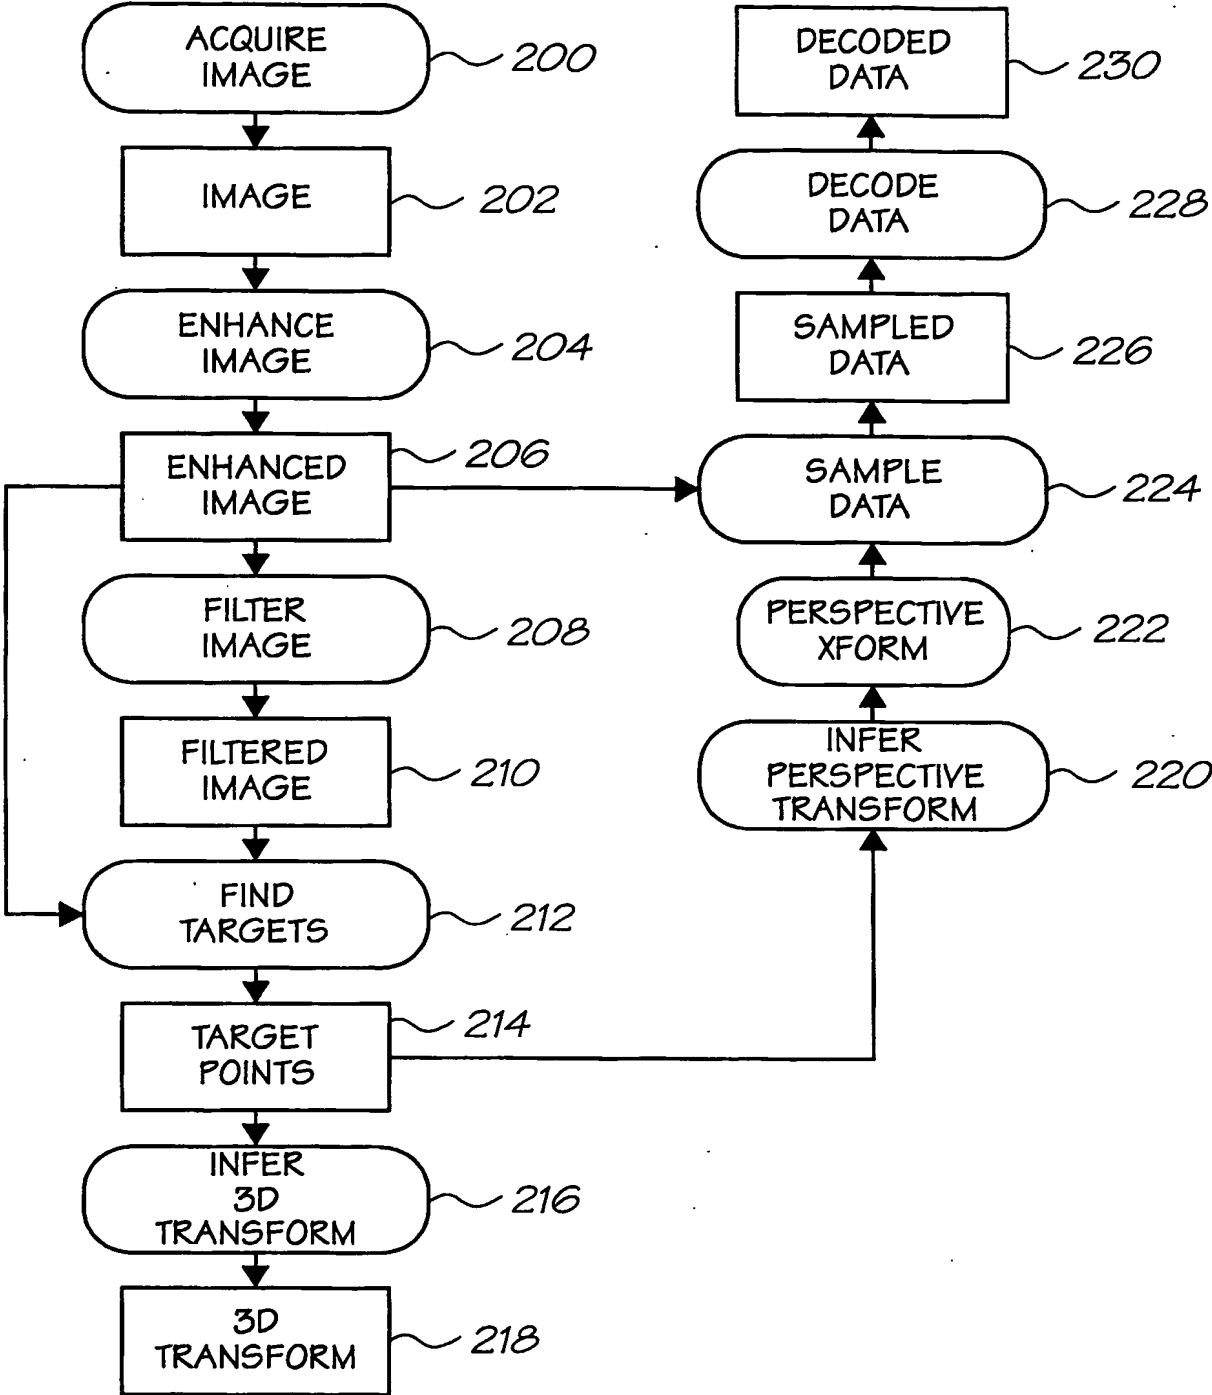 ACQUIRE
IMAGE
200
IMAGE
202
ENHANCE
IMAGE
204
ENHANCED
IMAGE
206
FILTER
IMAGE
208
FILTERED
IMAGE
210
FIND
TARGETS
212
TARGET
POINTS
214
INFER
3D
TRANSFORM
216
3D
TRANSFORM
218
DECODED
DATA
230
DECODE
DATA
228
SAMPLED
DATA
226
SAMPLE
DATA
224
PERSPECTIVE
XFORM
222
INFER
PERSPECTIVE
TRANSFORM
220